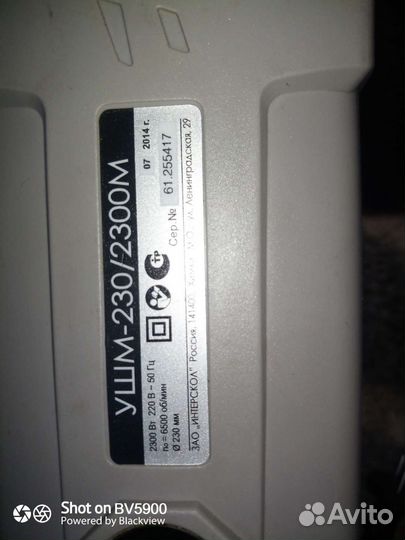 УШМ-230/2300М
07 2014 г.
Сер.№ 61.255417
2300 Вт 220 В ~ 50 Гц
n₀ = 6500 об/мин
Ø 230 мм
ЗАО „ИНТЕРСКОЛ" Россия, 141400, ул. Ленинградская, 29
Shot on BV5900
Powered by Blackview
Avito